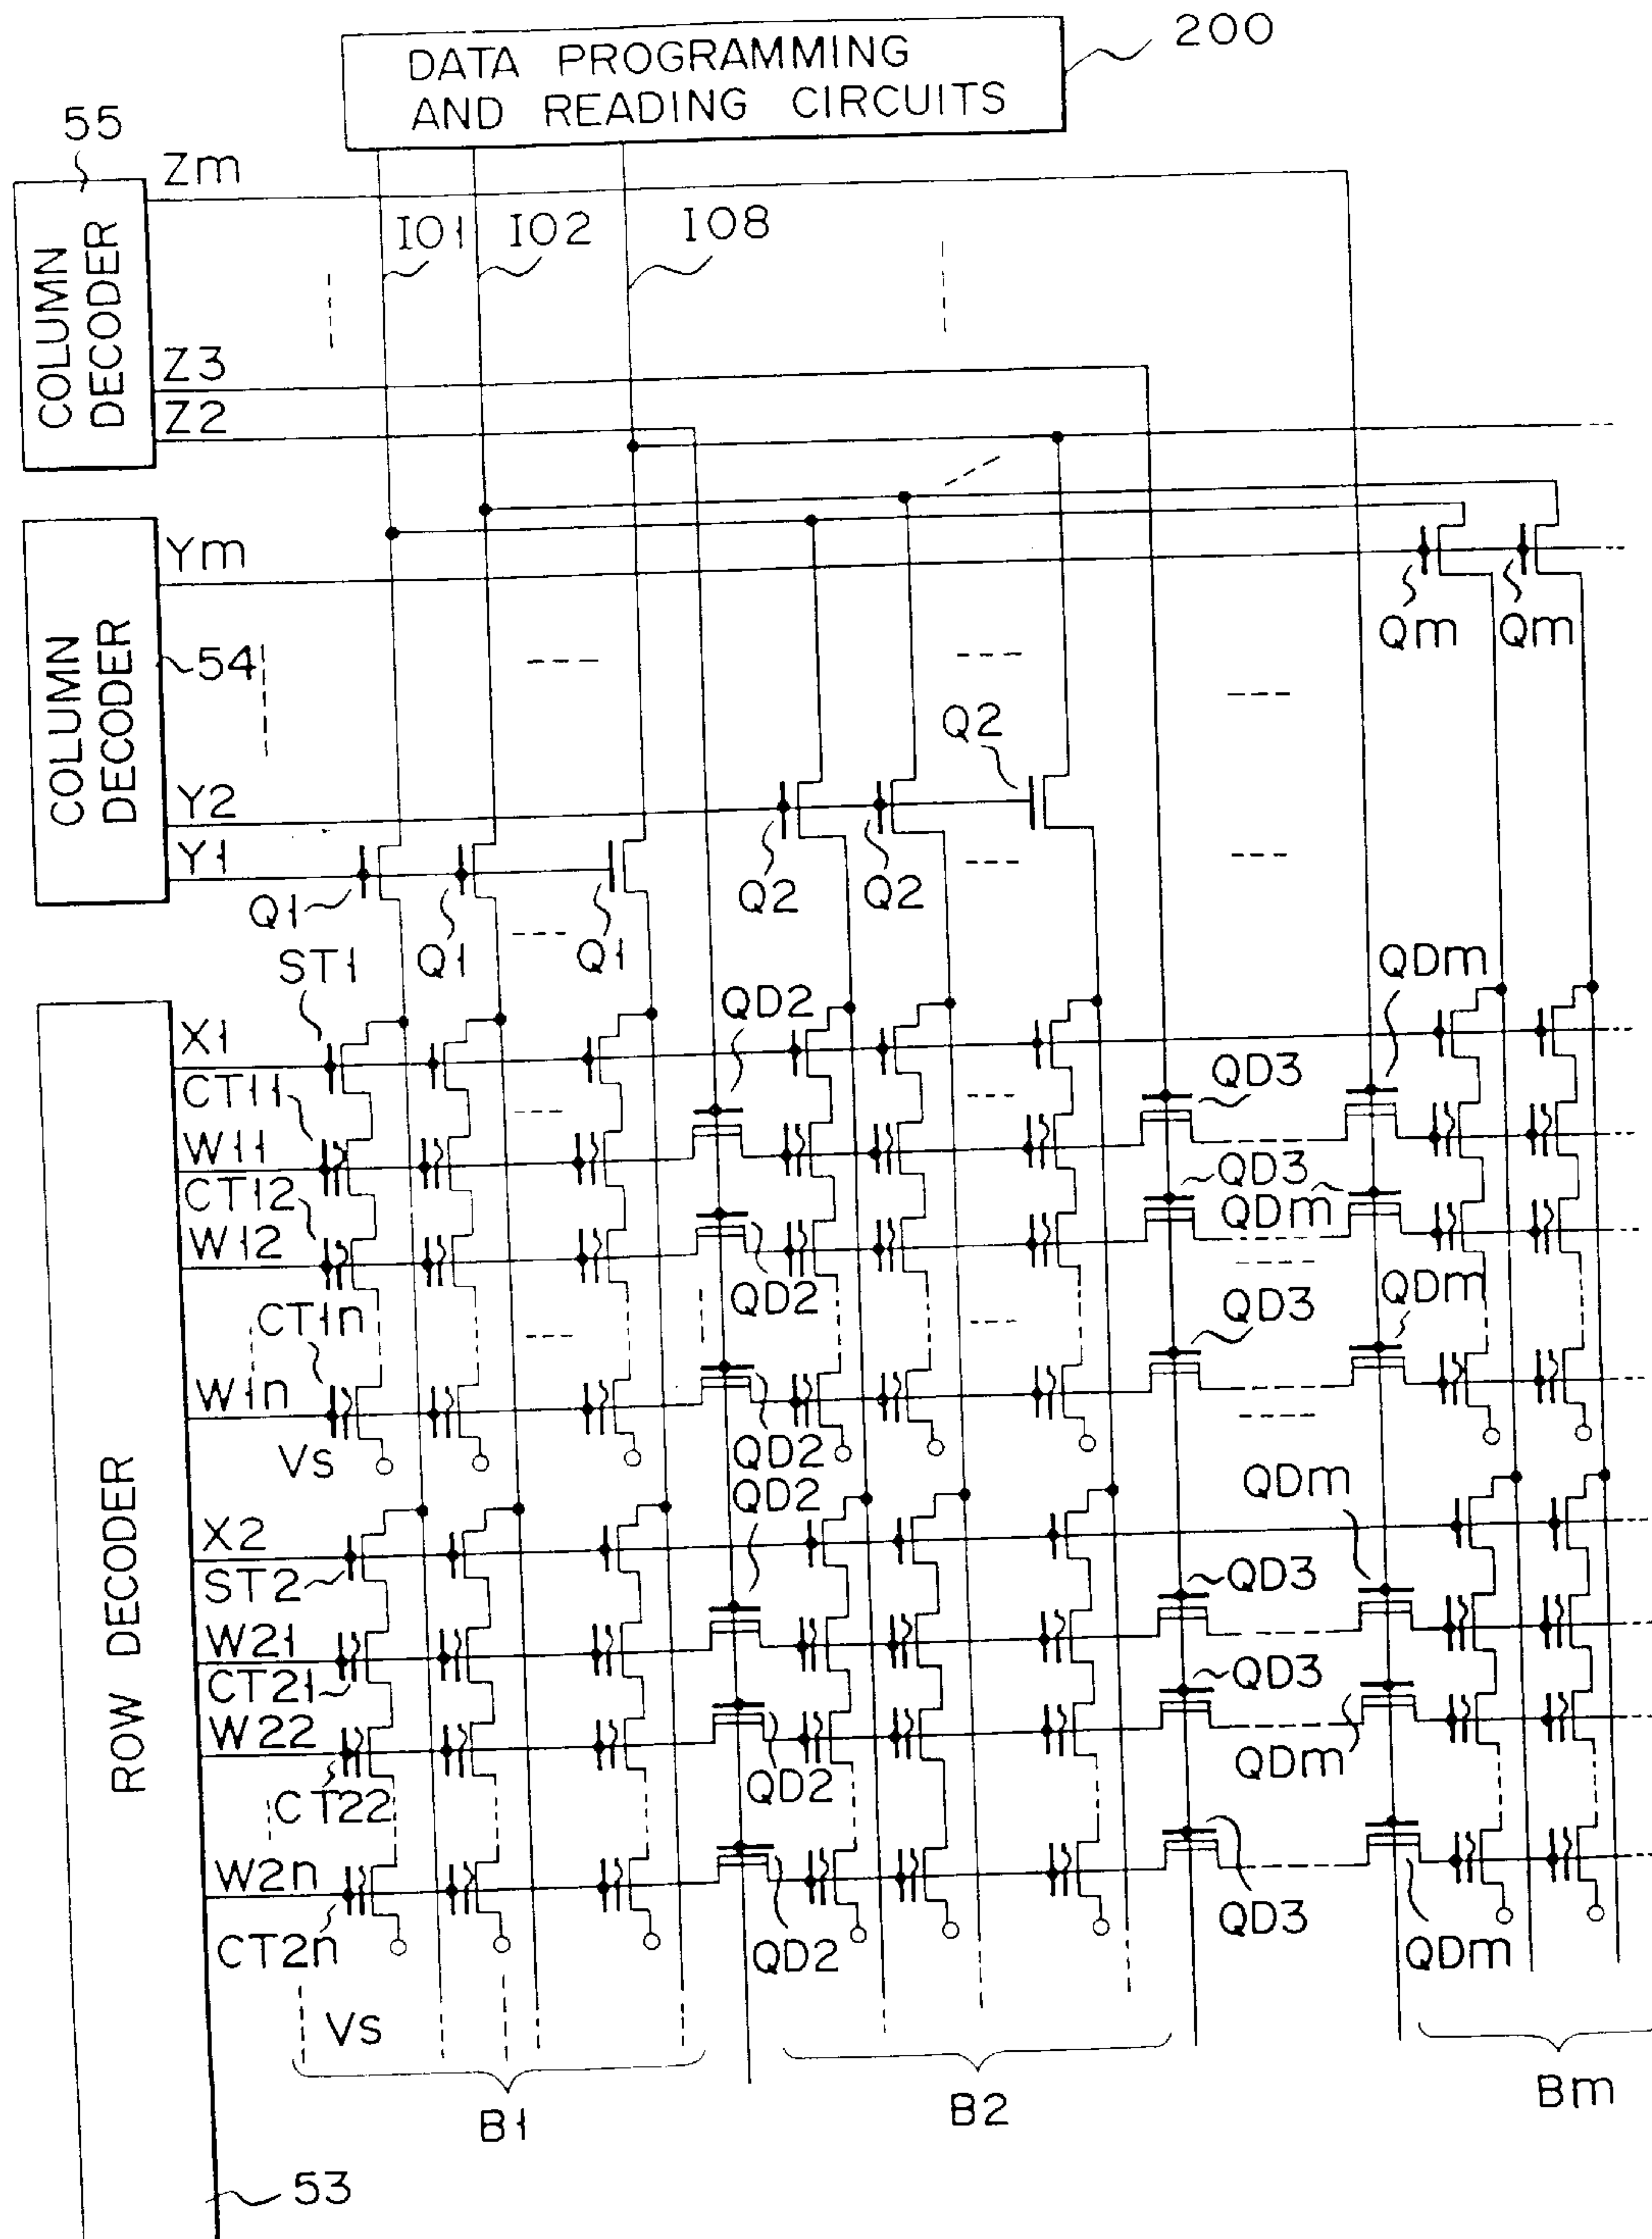 DATA PROGRAMMING
AND READING CIRCUITS
200
55
Zm
COLUMN
DECODER
IO1
IO2
IO8
Z3
Z2
COLUMN
DECODER
54
Ym
Qm
Qm
Y2
Y1
Q2
Q1
Q1
Q1
Q2
Q2
ST1
QD2
QDm
X1
CT11
QD3
W11
CT12
QD3
QDm
W12
QD2
QD3
QDm
CT1n
W1n
Vs
QD2
QD2
QDm
ROW DECODER
X2
ST2
QD3
W21
CT21
QD3
W22
CT22
QD2
QDm
W2n
CT2n
QD2
QD3
QDm
Vs
B1
B2
Bm
53